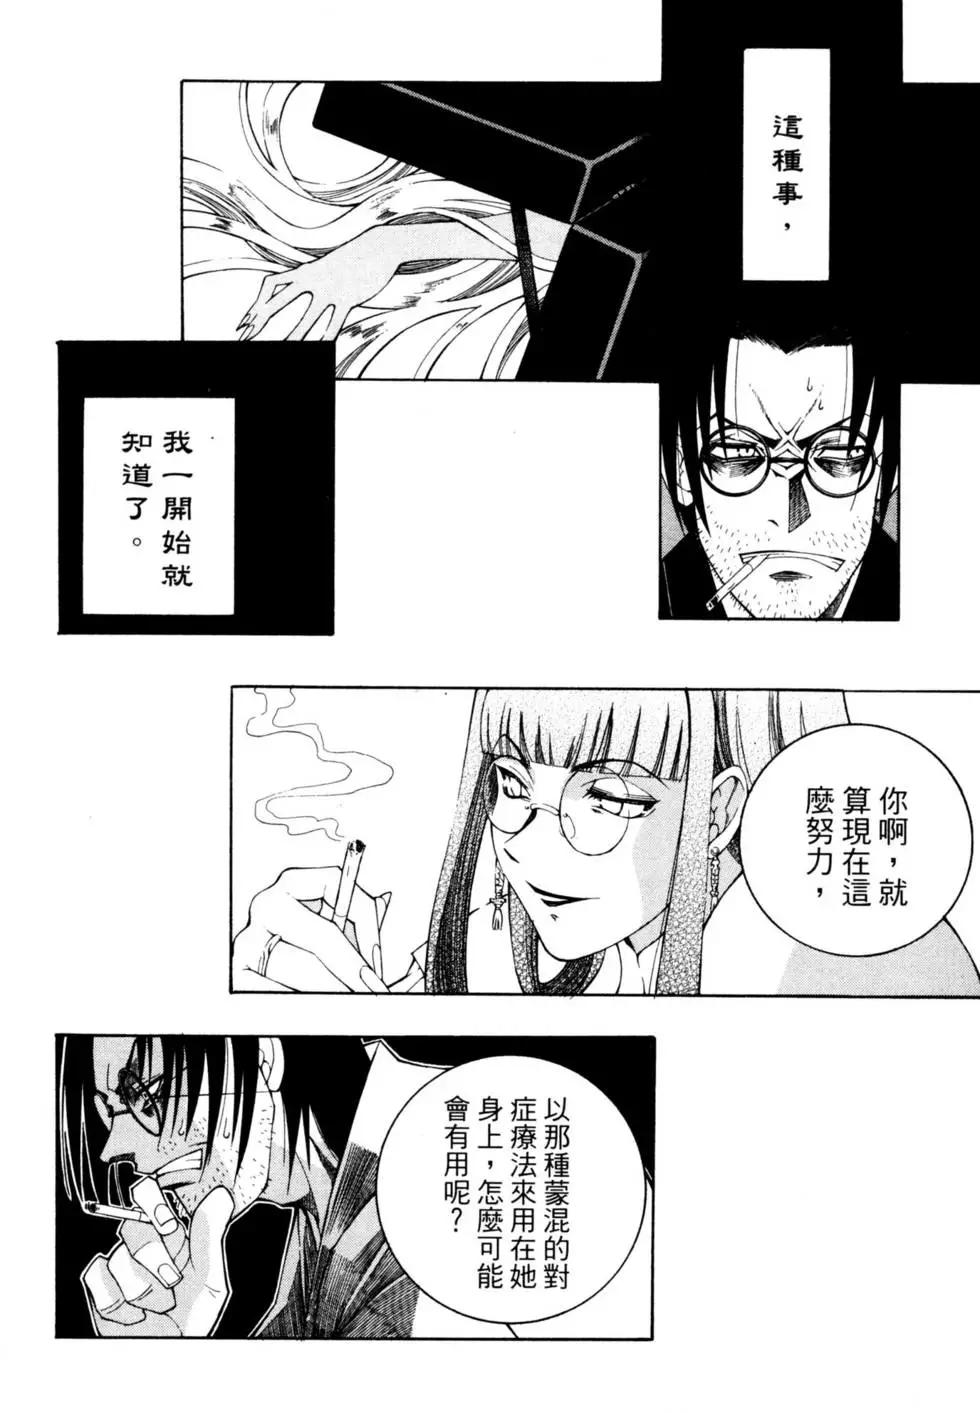 這種事，
我一開始就
知道了。
你啊，就
算現在這
麼努力，
以那種蒙混的對
症療法來用在她
身上，怎麼可能
會有用呢？